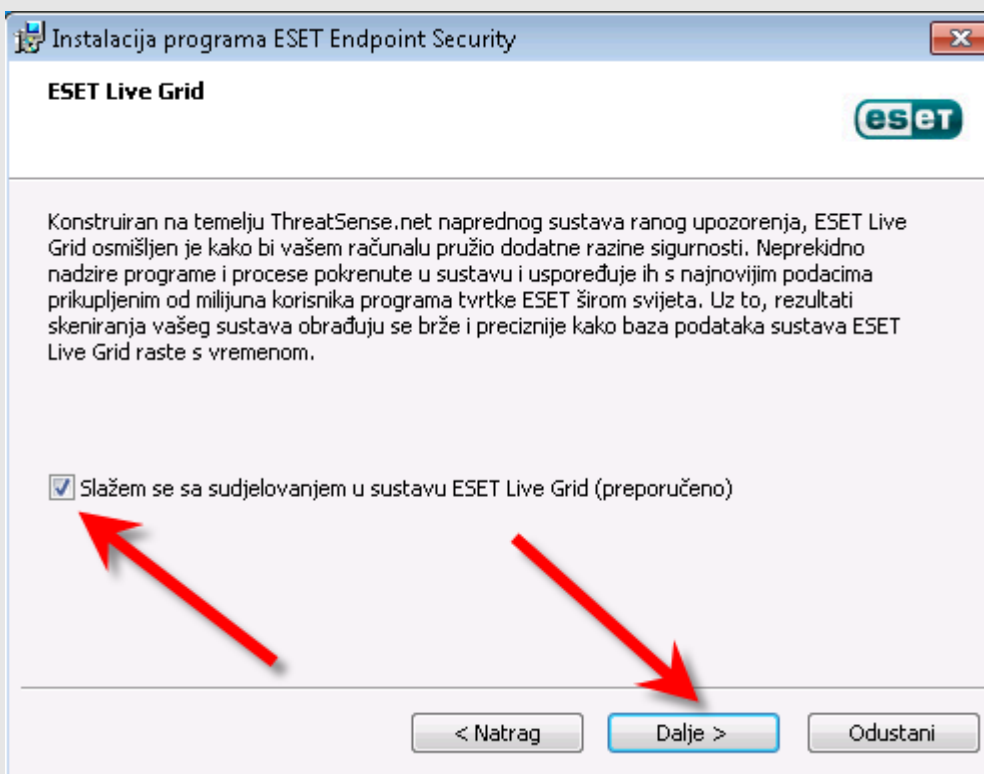 Instalacija programa ESET Endpoint Security
ESET Live Grid
eset
Konstruiran na temelju ThreatSense.net naprednog sustava ranog upozorenja, ESET Live
Grid osmišljen je kako bi vašem računalu pružio dodatne razine sigurnosti. Neprekidno
nadzire programe i procese pokrenute u sustavu i uspoređuje ih s najnovijim podacima
prikupljenim od milijuna korisnika programa tvrtke ESET širom svijeta. Uz to, rezultati
skeniranja vašeg sustava obrađuju se brže i preciznije kako baza podataka sustava ESET
Live Grid raste s vremenom.
Slažem se sa sudjelovanjem u sustavu ESET Live Grid (preporučeno)
< Natrag
Dalje >
Odustani